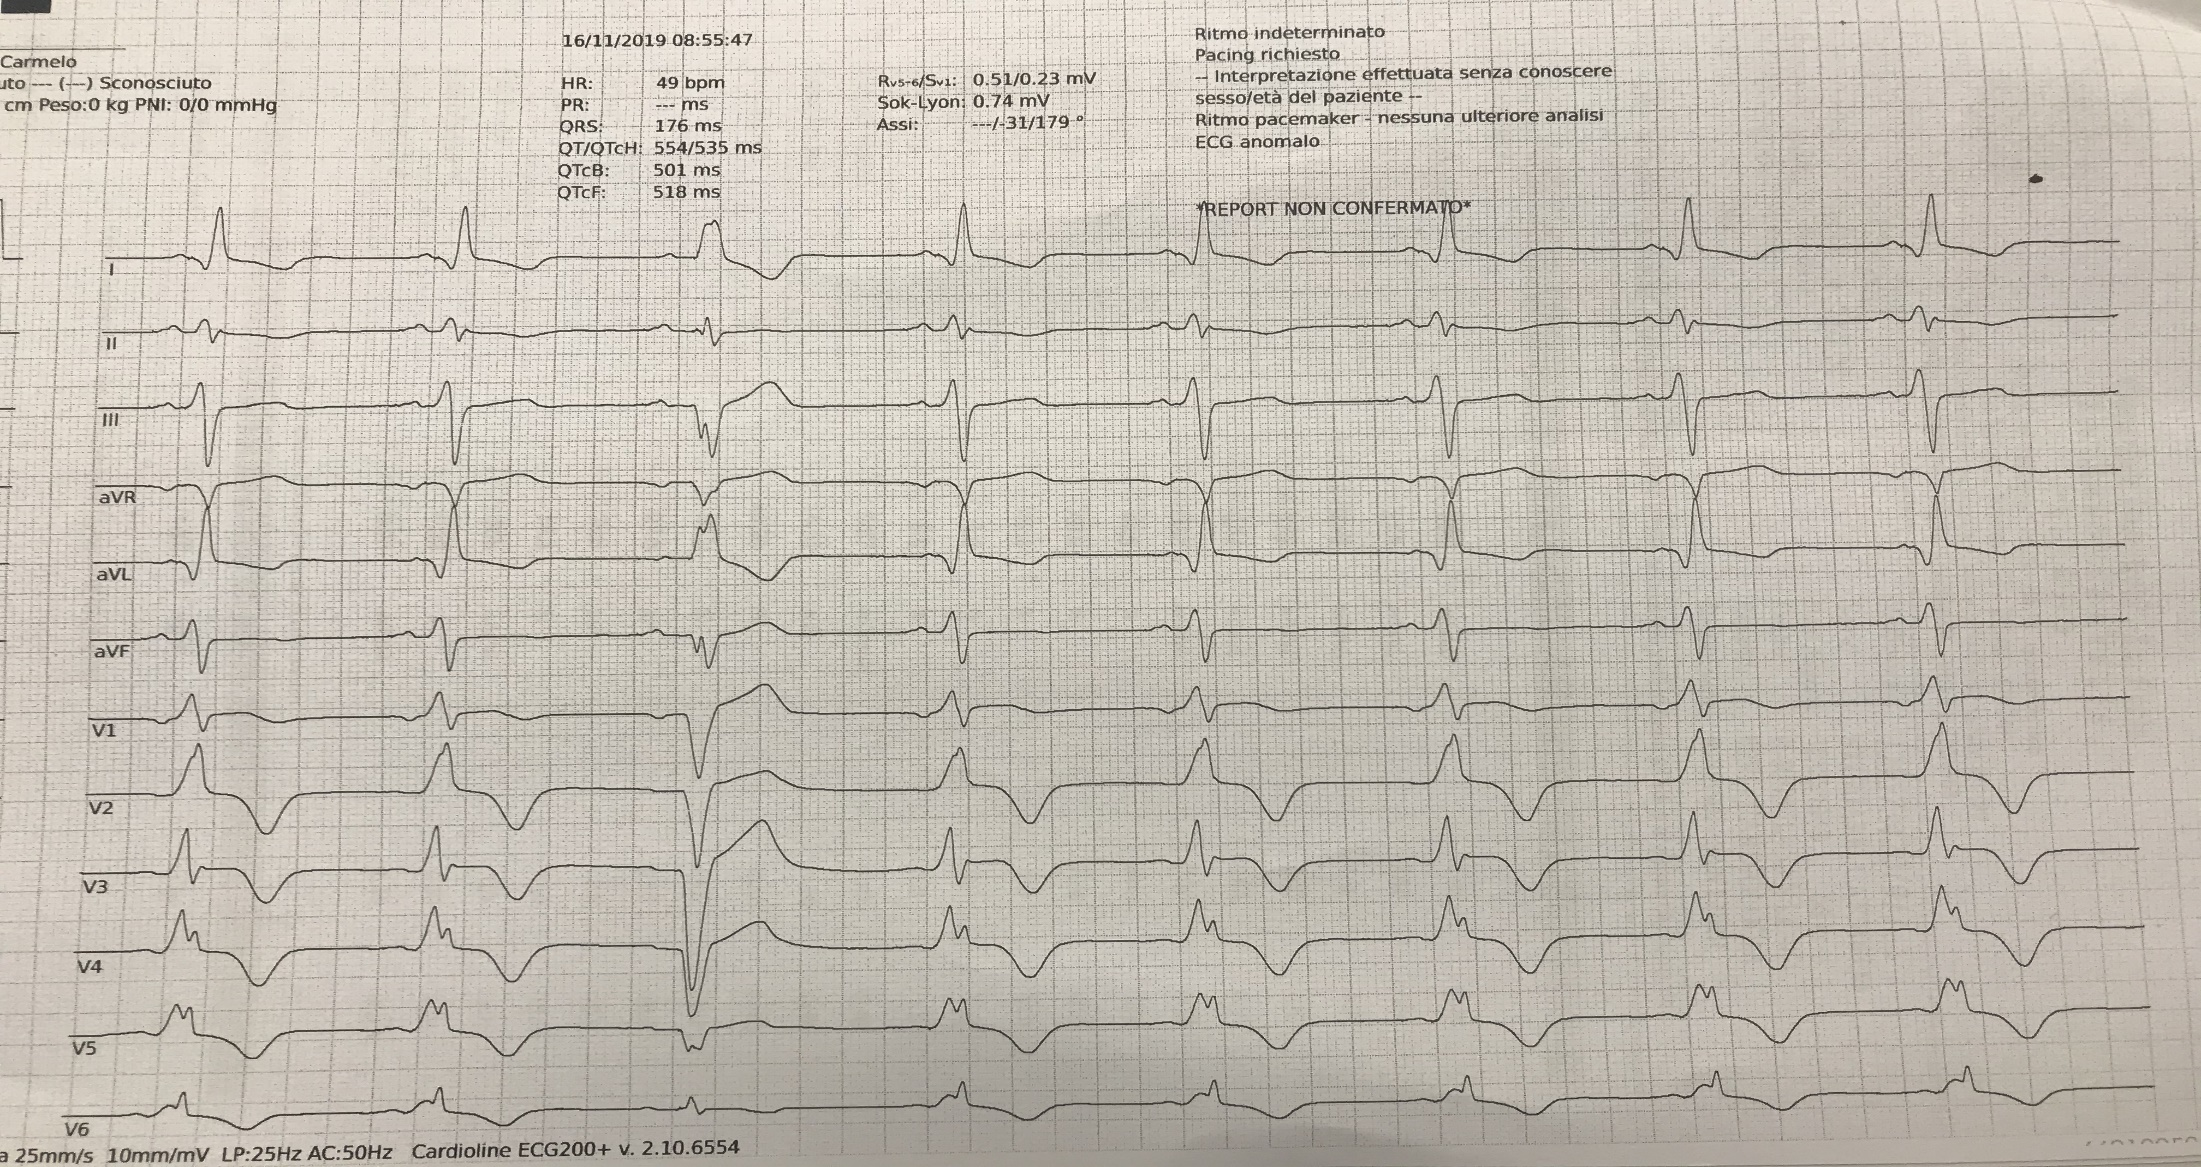 Carmelo
uto --- (---) Sconosciuto
cm Peso:0 kg PNI: 0/0 mmHg
16/11/2019 08:55:47
HR: 49 bpm
PR: --- ms
QRS: 176 ms
QT/QTcH: 554/535 ms
QTcB: 501 ms
QTcF: 518 ms
Rv5-6/Sv1: 0.51/0.23 mV
Sok-Lyon: 0.74 mV
Assi: ---/-31/179 °
Ritmo indeterminato
Pacing richiesto
-- Interpretazione effettuata senza conoscere
sesso/età del paziente --
Ritmo pacemaker - nessuna ulteriore analisi
ECG anomalo
*REPORT NON CONFERMATO*
I
II
III
aVR
aVL
aVF
V1
V2
V3
V4
V5
V6
a 25mm/s 10mm/mV LP:25Hz AC:50Hz Cardioline ECG200+ v. 2.10.6554